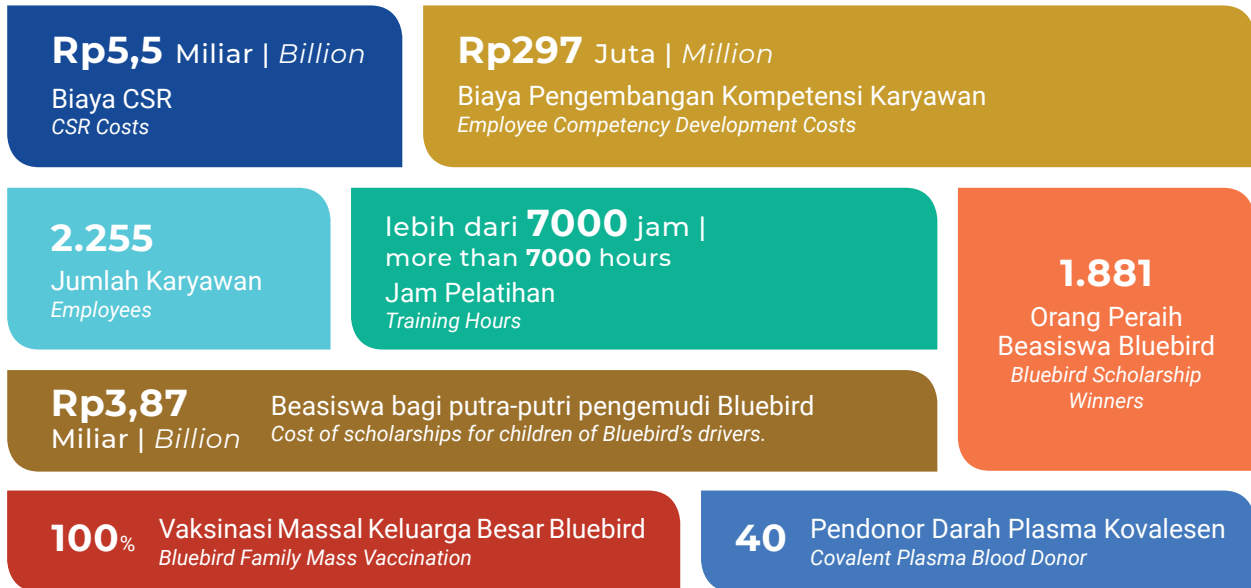 Rp5,5 Miliar | Billion
Biaya CSR
CSR Costs
Rp297 Juta | Million
Biaya Pengembangan Kompetensi Karyawan
Employee Competency Development Costs
2.255
Jumlah Karyawan
Employees
lebih dari 7000 jam |
more than 7000 hours
Jam Pelatihan
Training Hours
1.881
Orang Peraih
Beasiswa Bluebird
Bluebird Scholarship
Winners
Rp3,87
Miliar | Billion
Beasiswa bagi putra-putri pengemudi Bluebird
Cost of scholarships for children of Bluebird's drivers.
100%
Vaksinasi Massal Keluarga Besar Bluebird
Bluebird Family Mass Vaccination
40
Pendonor Darah Plasma Kovalesen
Covalent Plasma Blood Donor